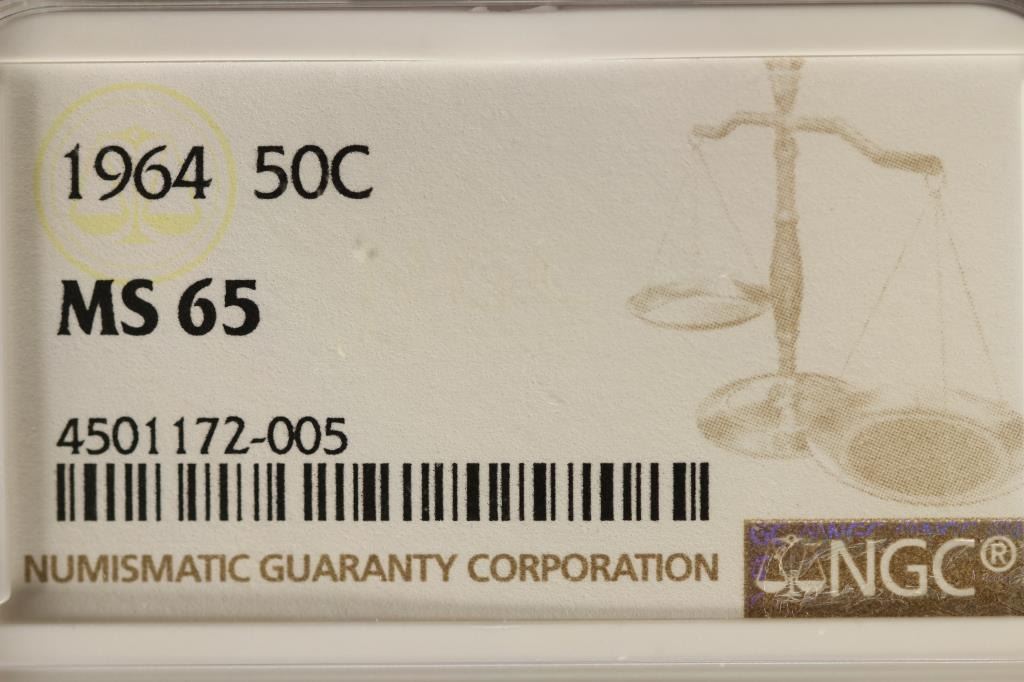 1964 50C
MS 65
4501172-005
NUMISMATIC GUARANTY CORPORATION
NGC®